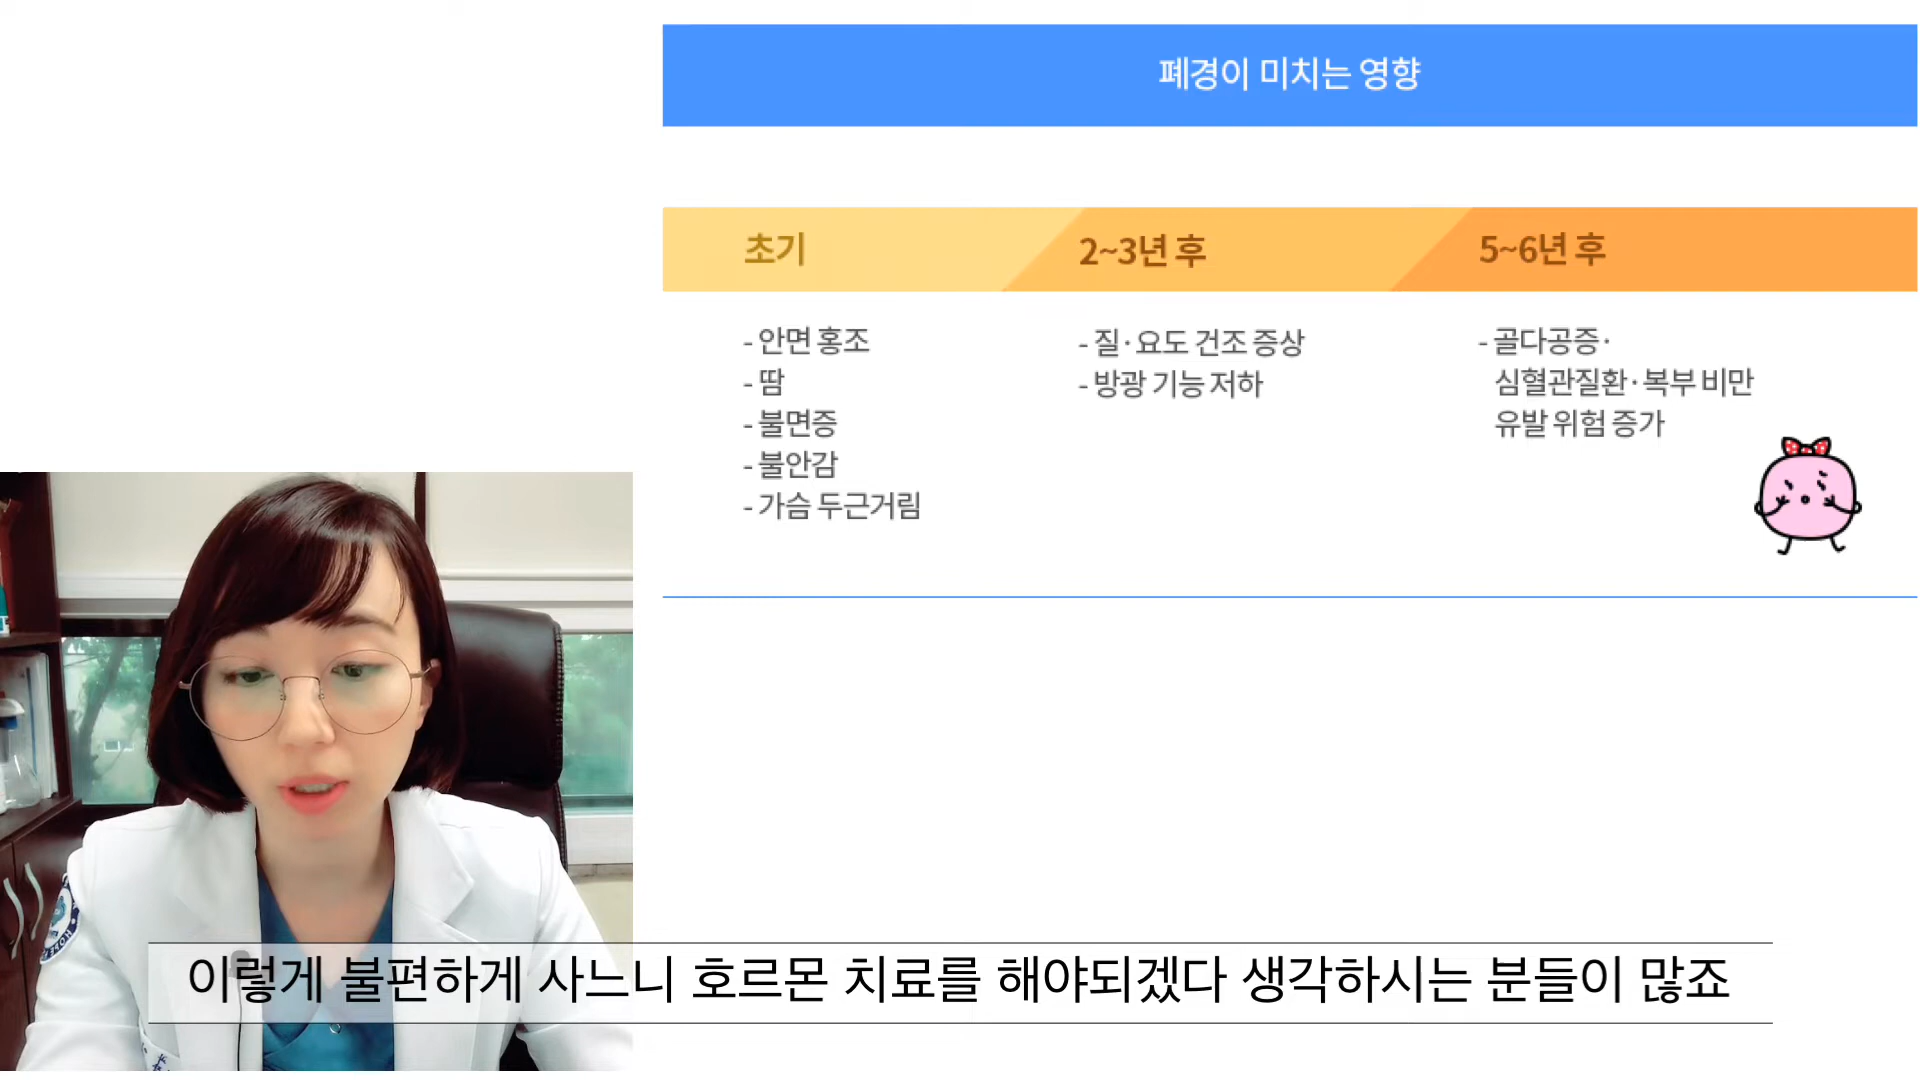 폐경이 미치는 영향
초기
- 안면 홍조
- 땀
- 불면증
- 불안감
- 가슴 두근거림
2~3년 후
- 질·요도 건조 증상
- 방광 기능 저하
5~6년 후
- 골다공증·
심혈관질환·복부 비만
유발 위험 증가
이렇게 불편하게 사느니 호르몬 치료를 해야되겠다 생각하시는 분들이 많죠